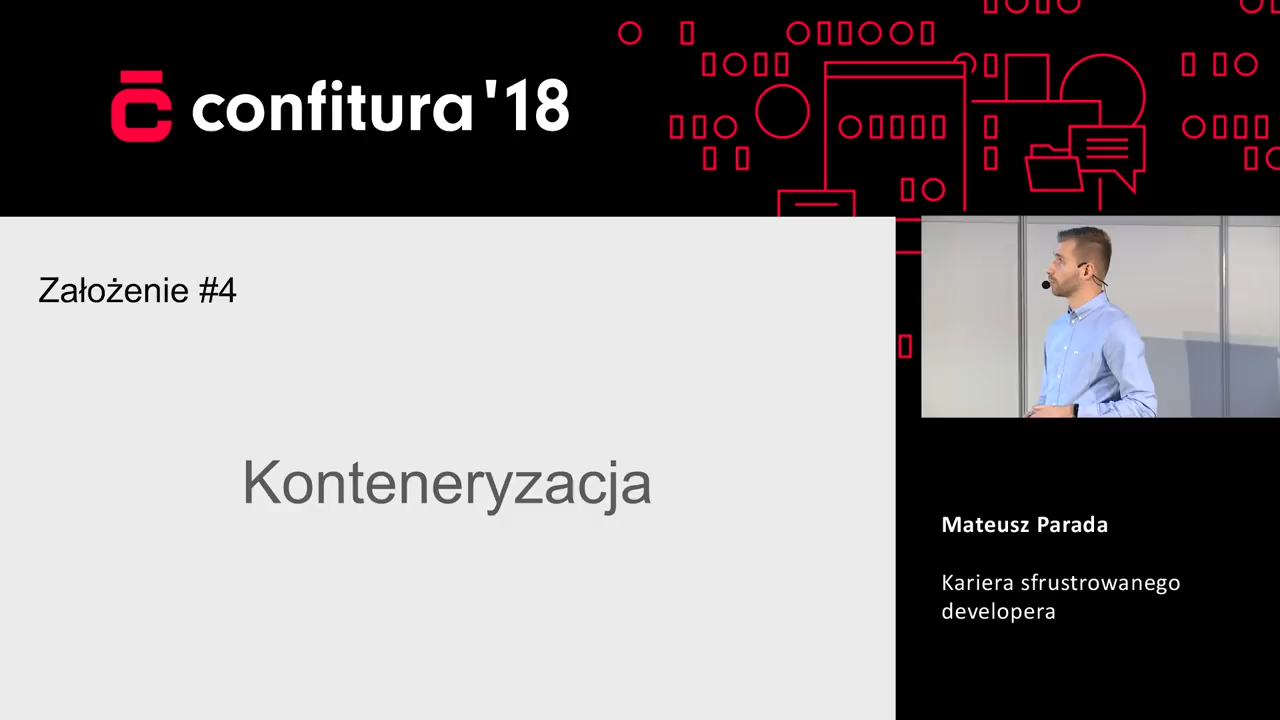 confitura '18
Założenie #4
Konteneryzacja
Mateusz Parada
Kariera sfrustrowanego
developera